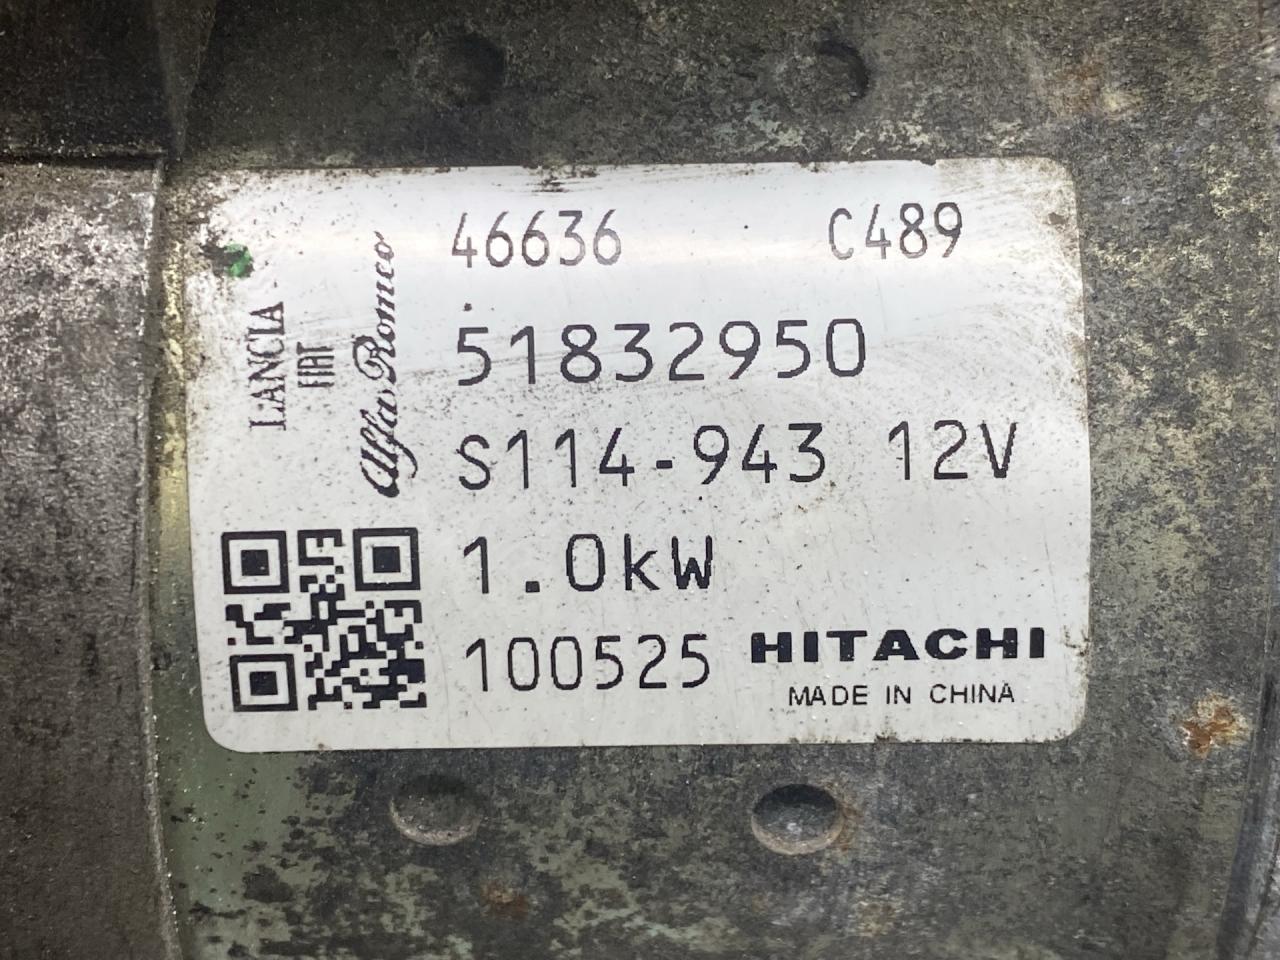 46636 C489
51832950
S114-943 12V
1.0kW
100525 HITACHI
MADE IN CHINA
LANCIA
FIAT
Alfa Romeo